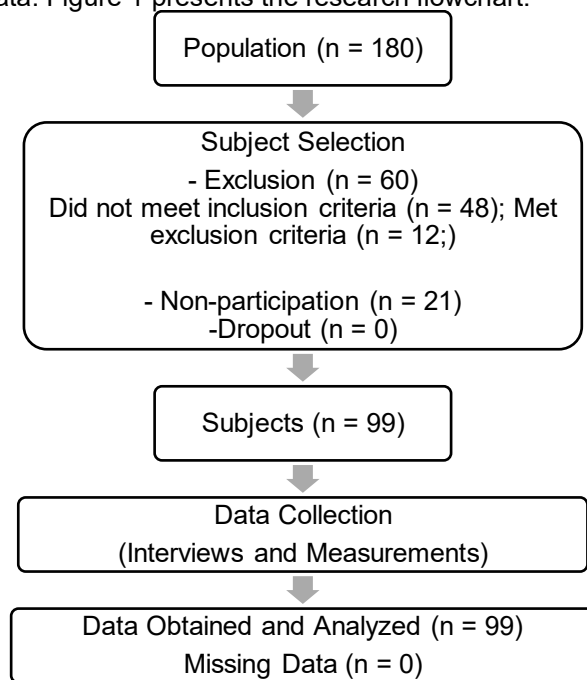 ata. Figure 1 presents the research flowchart.
Population (n = 180)
Subject Selection
- Exclusion (n = 60)
Did not meet inclusion criteria (n = 48); Met
exclusion criteria (n = 12;)
- Non-participation (n = 21)
-Dropout (n = 0)
Subjects (n = 99)
Data Collection
(Interviews and Measurements)
Data Obtained and Analyzed (n = 99)
Missing Data (n = 0)